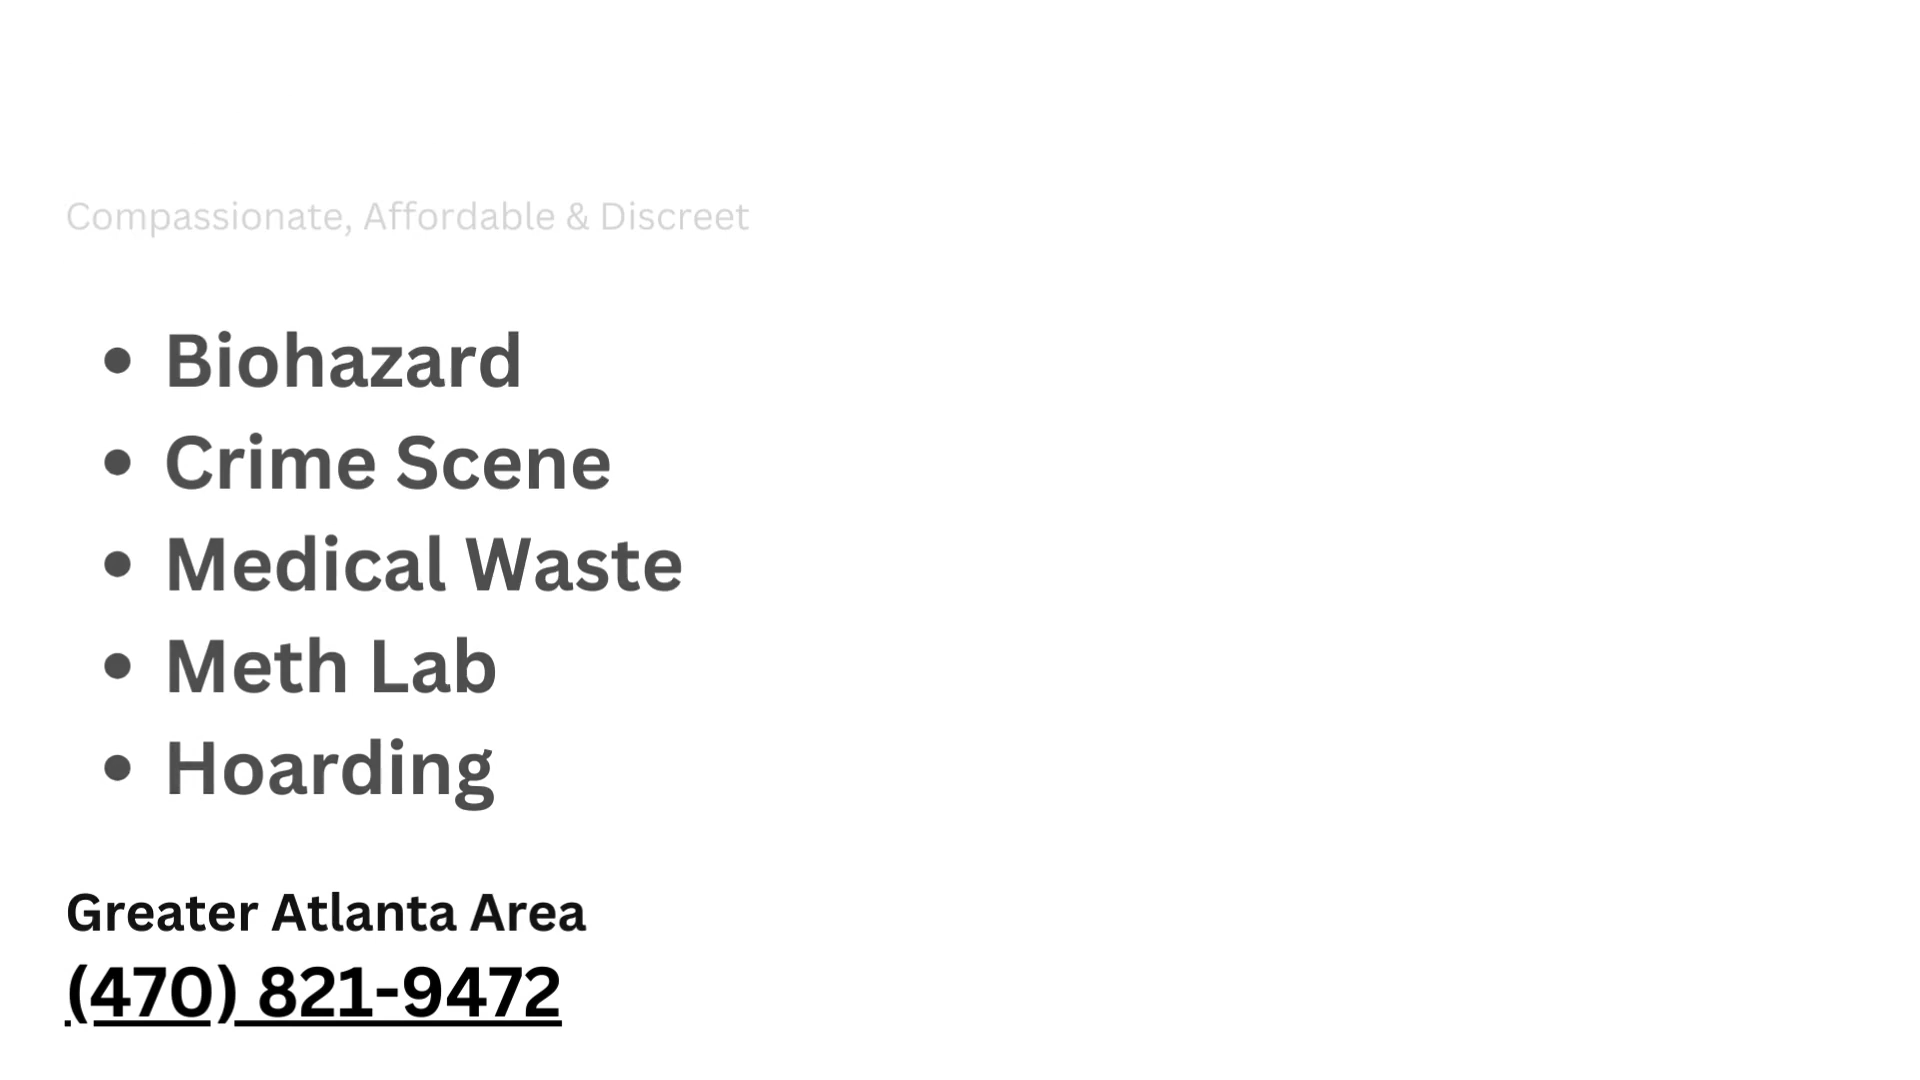 Compassionate, Affordable & Discreet
• Biohazard
• Crime Scene
• Medical Waste
• Meth Lab
• Hoarding
Greater Atlanta Area
(470) 821-9472